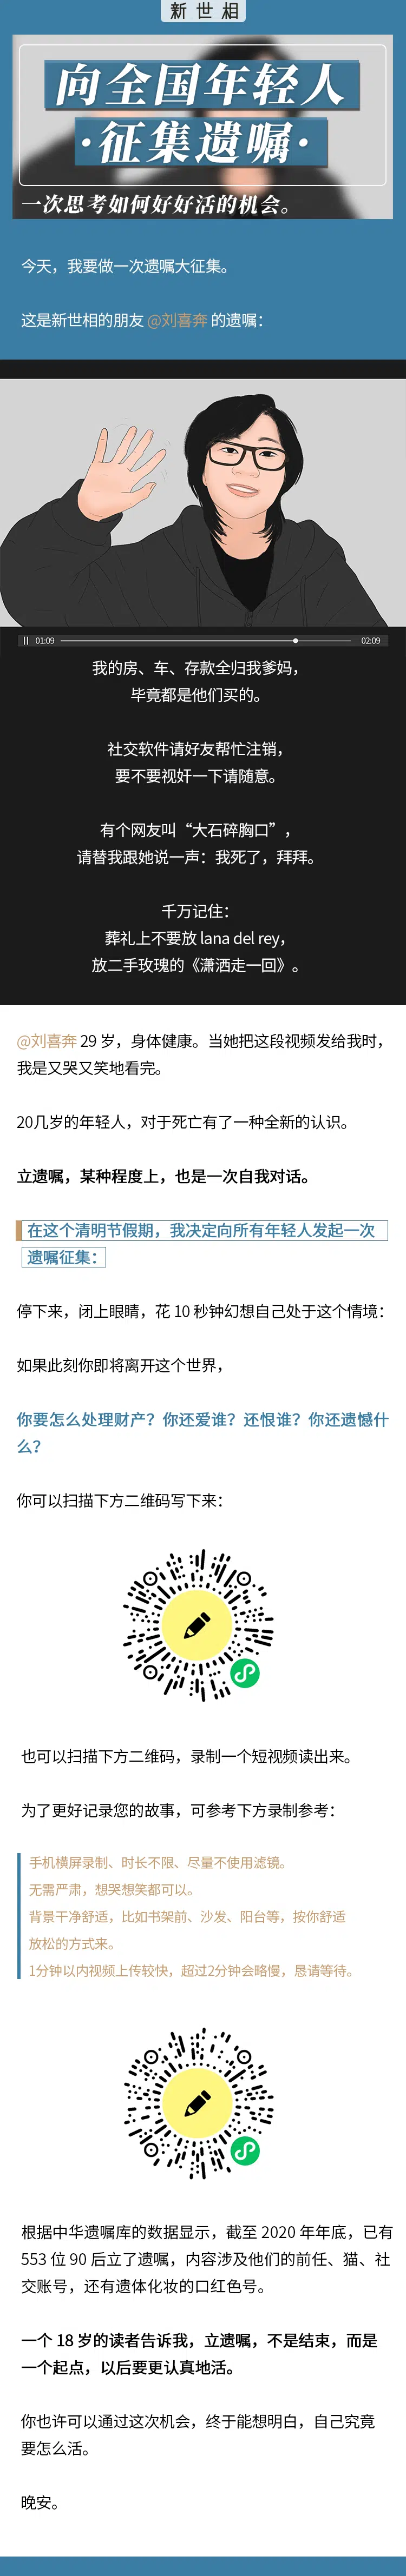 新世相
向全国年轻人
·征集遗嘱·
一次思考如何好好活的机会。
今天，我要做一次遗嘱大征集。
这是新世相的朋友 @刘喜奔 的遗嘱：
01:09
02:09
我的房、车、存款全归我爹妈，
毕竟都是他们买的。
社交软件请好友帮忙注销，
要不要视奸一下请随意。
有个网友叫“大石碎胸口”，
请替我跟她说一声：我死了，拜拜。
千万记住：
葬礼上不要放 lana del rey，
放二手玫瑰的《潇洒走一回》。
@刘喜奔 29 岁，身体健康。当她把这段视频发给我时，
我是又哭又笑地看完。
20几岁的年轻人，对于死亡有了一种全新的认识。
立遗嘱，某种程度上，也是一次自我对话。
在这个清明节假期，我决定向所有年轻人发起一次
遗嘱征集：
停下来，闭上眼睛，花 10 秒钟幻想自己处于这个情境：
如果此刻你即将离开这个世界，
你要怎么处理财产？你还爱谁？还恨谁？你还遗憾什
么？
你可以扫描下方二维码写下来：
也可以扫描下方二维码，录制一个短视频读出来。
为了更好记录您的故事，可参考下方录制参考：
手机横屏录制、时长不限、尽量不使用滤镜。
无需严肃，想哭想笑都可以。
背景干净舒适，比如书架前、沙发、阳台等，按你舒适
放松的方式来。
1分钟以内视频上传较快，超过2分钟会略慢，恳请等待。
根据中华遗嘱库的数据显示，截至 2020 年年底，已有
553 位 90 后立了遗嘱，内容涉及他们的前任、猫、社
交账号，还有遗体化妆的口红色号。
一个 18 岁的读者告诉我，立遗嘱，不是结束，而是
一个起点，以后要更认真地活。
你也许可以通过这次机会，终于能想明白，自己究竟
要怎么活。
晚安。